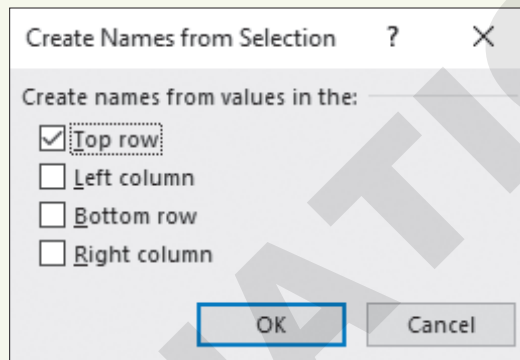 Create Names from Selection ? ×
Create names from values in the:
Top row
Left column
Bottom row
Right column
OK Cancel